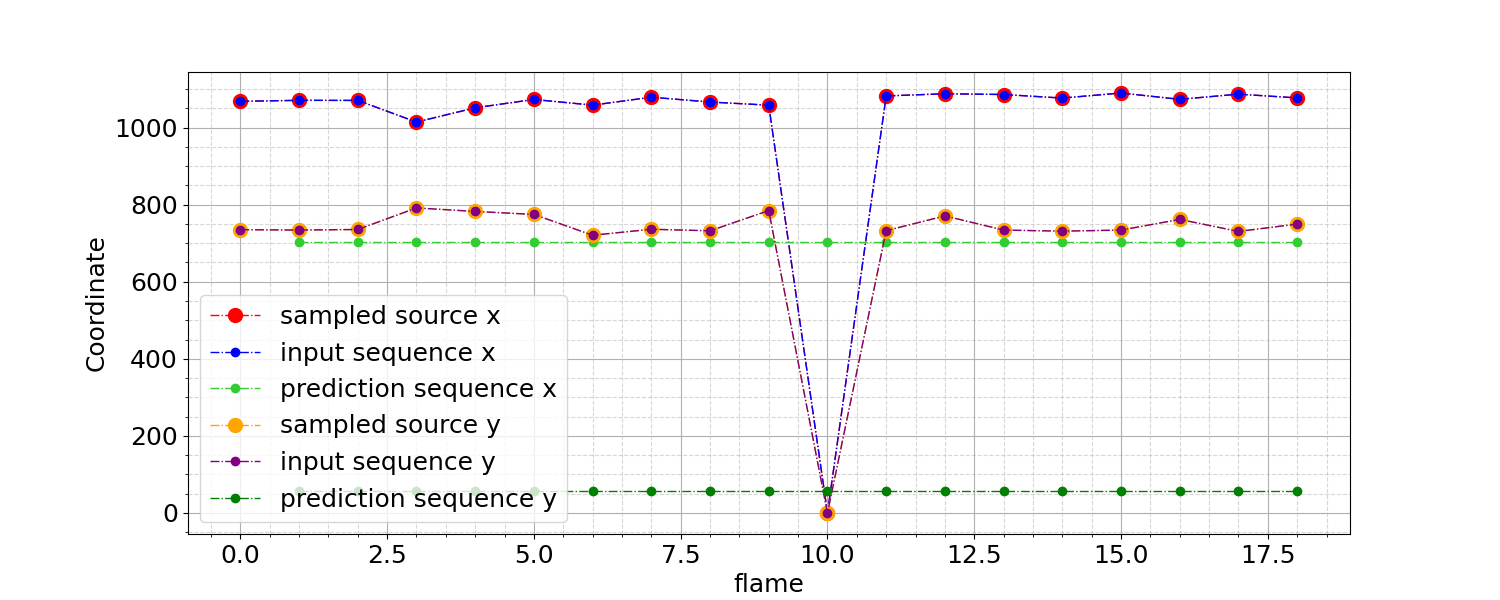 Coordinate
1000
800
600
400
200
0
sampled source x
input sequence x
prediction sequence x
sampled source y
input sequence y
prediction sequence y
0.0 2.5 5.0 7.5 10.0 12.5 15.0 17.5
flame